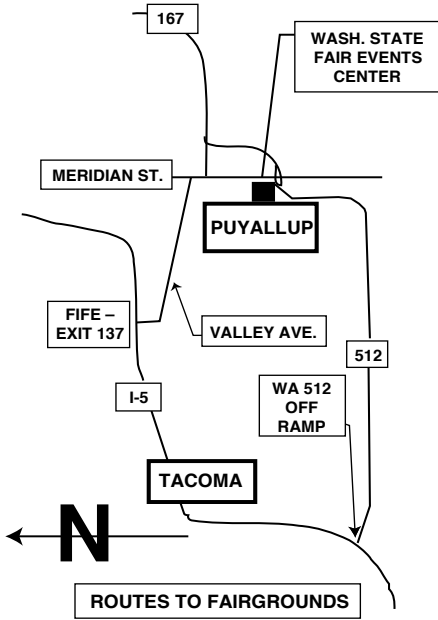 167
WASH. STATE
FAIR EVENTS
CENTER
MERIDIAN ST.
PUYALLUP
FIFE –
EXIT 137
VALLEY AVE.
512
I-5
WA 512
OFF
RAMP
TACOMA
N
ROUTES TO FAIRGROUNDS